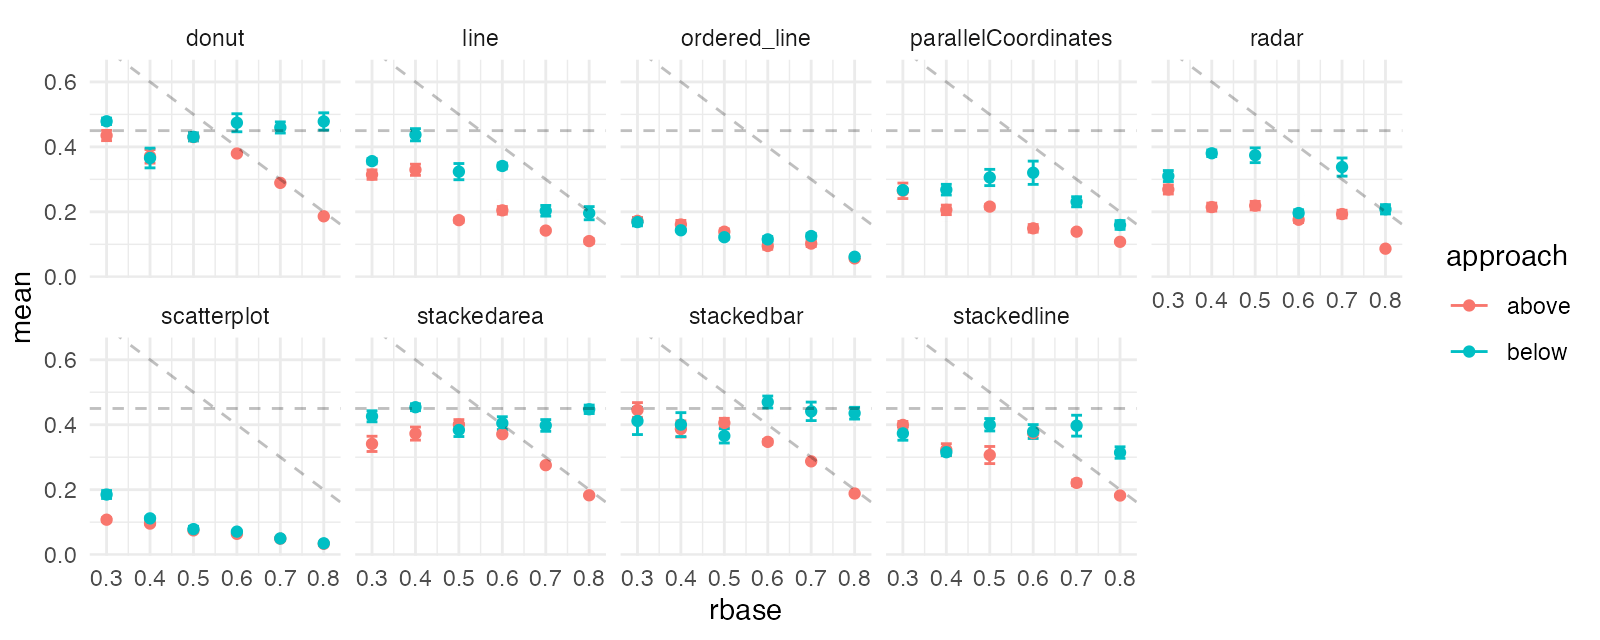 donut line ordered_line parallelCoordinates radar
0.6
0.4
0.2
0.0
0.3 0.4 0.5 0.6 0.7 0.8
scatterplot stackedarea stackedbar stackedline
0.6
0.4
0.2
0.0
0.3 0.4 0.5 0.6 0.7 0.8 0.3 0.4 0.5 0.6 0.7 0.8 0.3 0.4 0.5 0.6 0.7 0.8 0.3 0.4 0.5 0.6 0.7 0.8
rbase
mean
approach
above
below